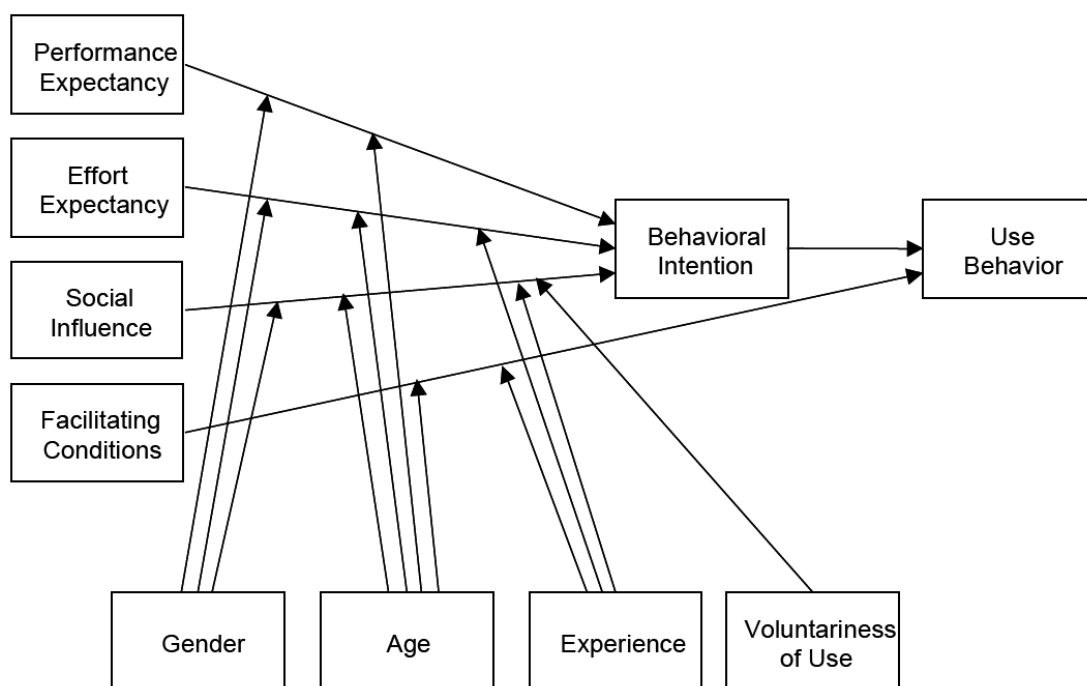 Performance
Expectancy
Effort
Expectancy
Social
Influence
Facilitating
Conditions
Behavioral
Intention
Use
Behavior
Gender
Age
Experience
Voluntariness
of Use